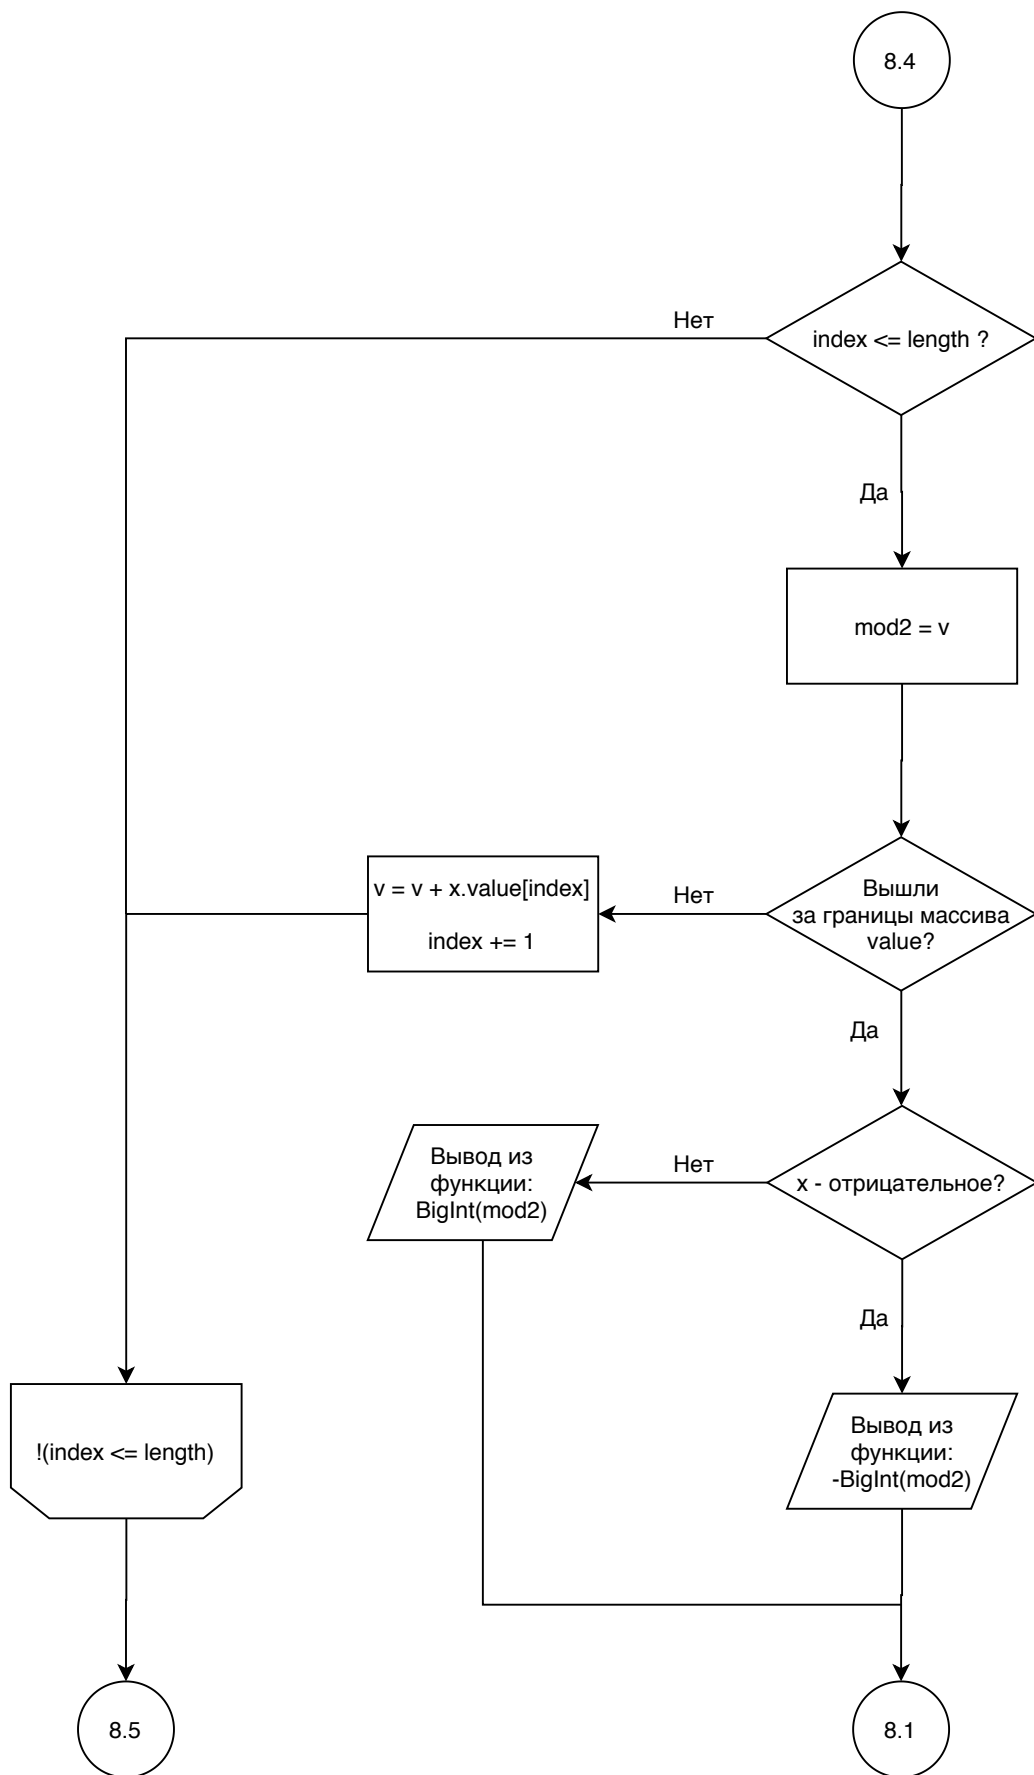 8.4
Нет
index <= length ?
Да
mod2 = v
v = v + x.value[index]
index += 1
Нет
Вышли
за границы массива
value?
Да
Вывод из
функции:
BigInt(mod2)
Нет
x - отрицательное?
Да
!(index <= length)
Вывод из
функции:
-BigInt(mod2)
8.5
8.1